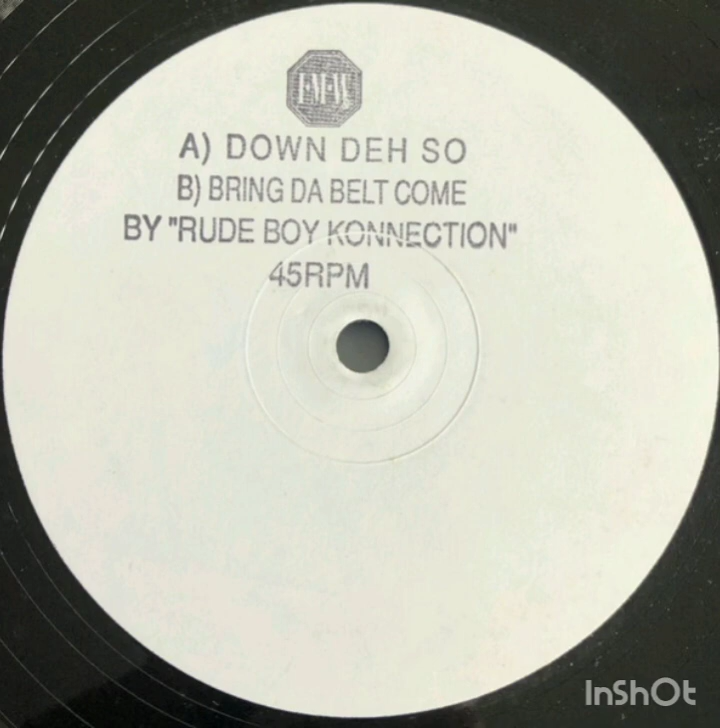 A) DOWN DEH SO
B) BRING DA BELT COME
BY "RUDE BOY KONNECTION"
45RPM
InShOt